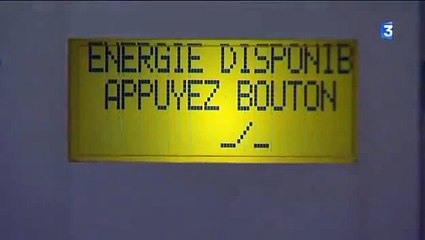 3
ENERGIE DISPONIB
APPUYEZ BOUTON
_/_